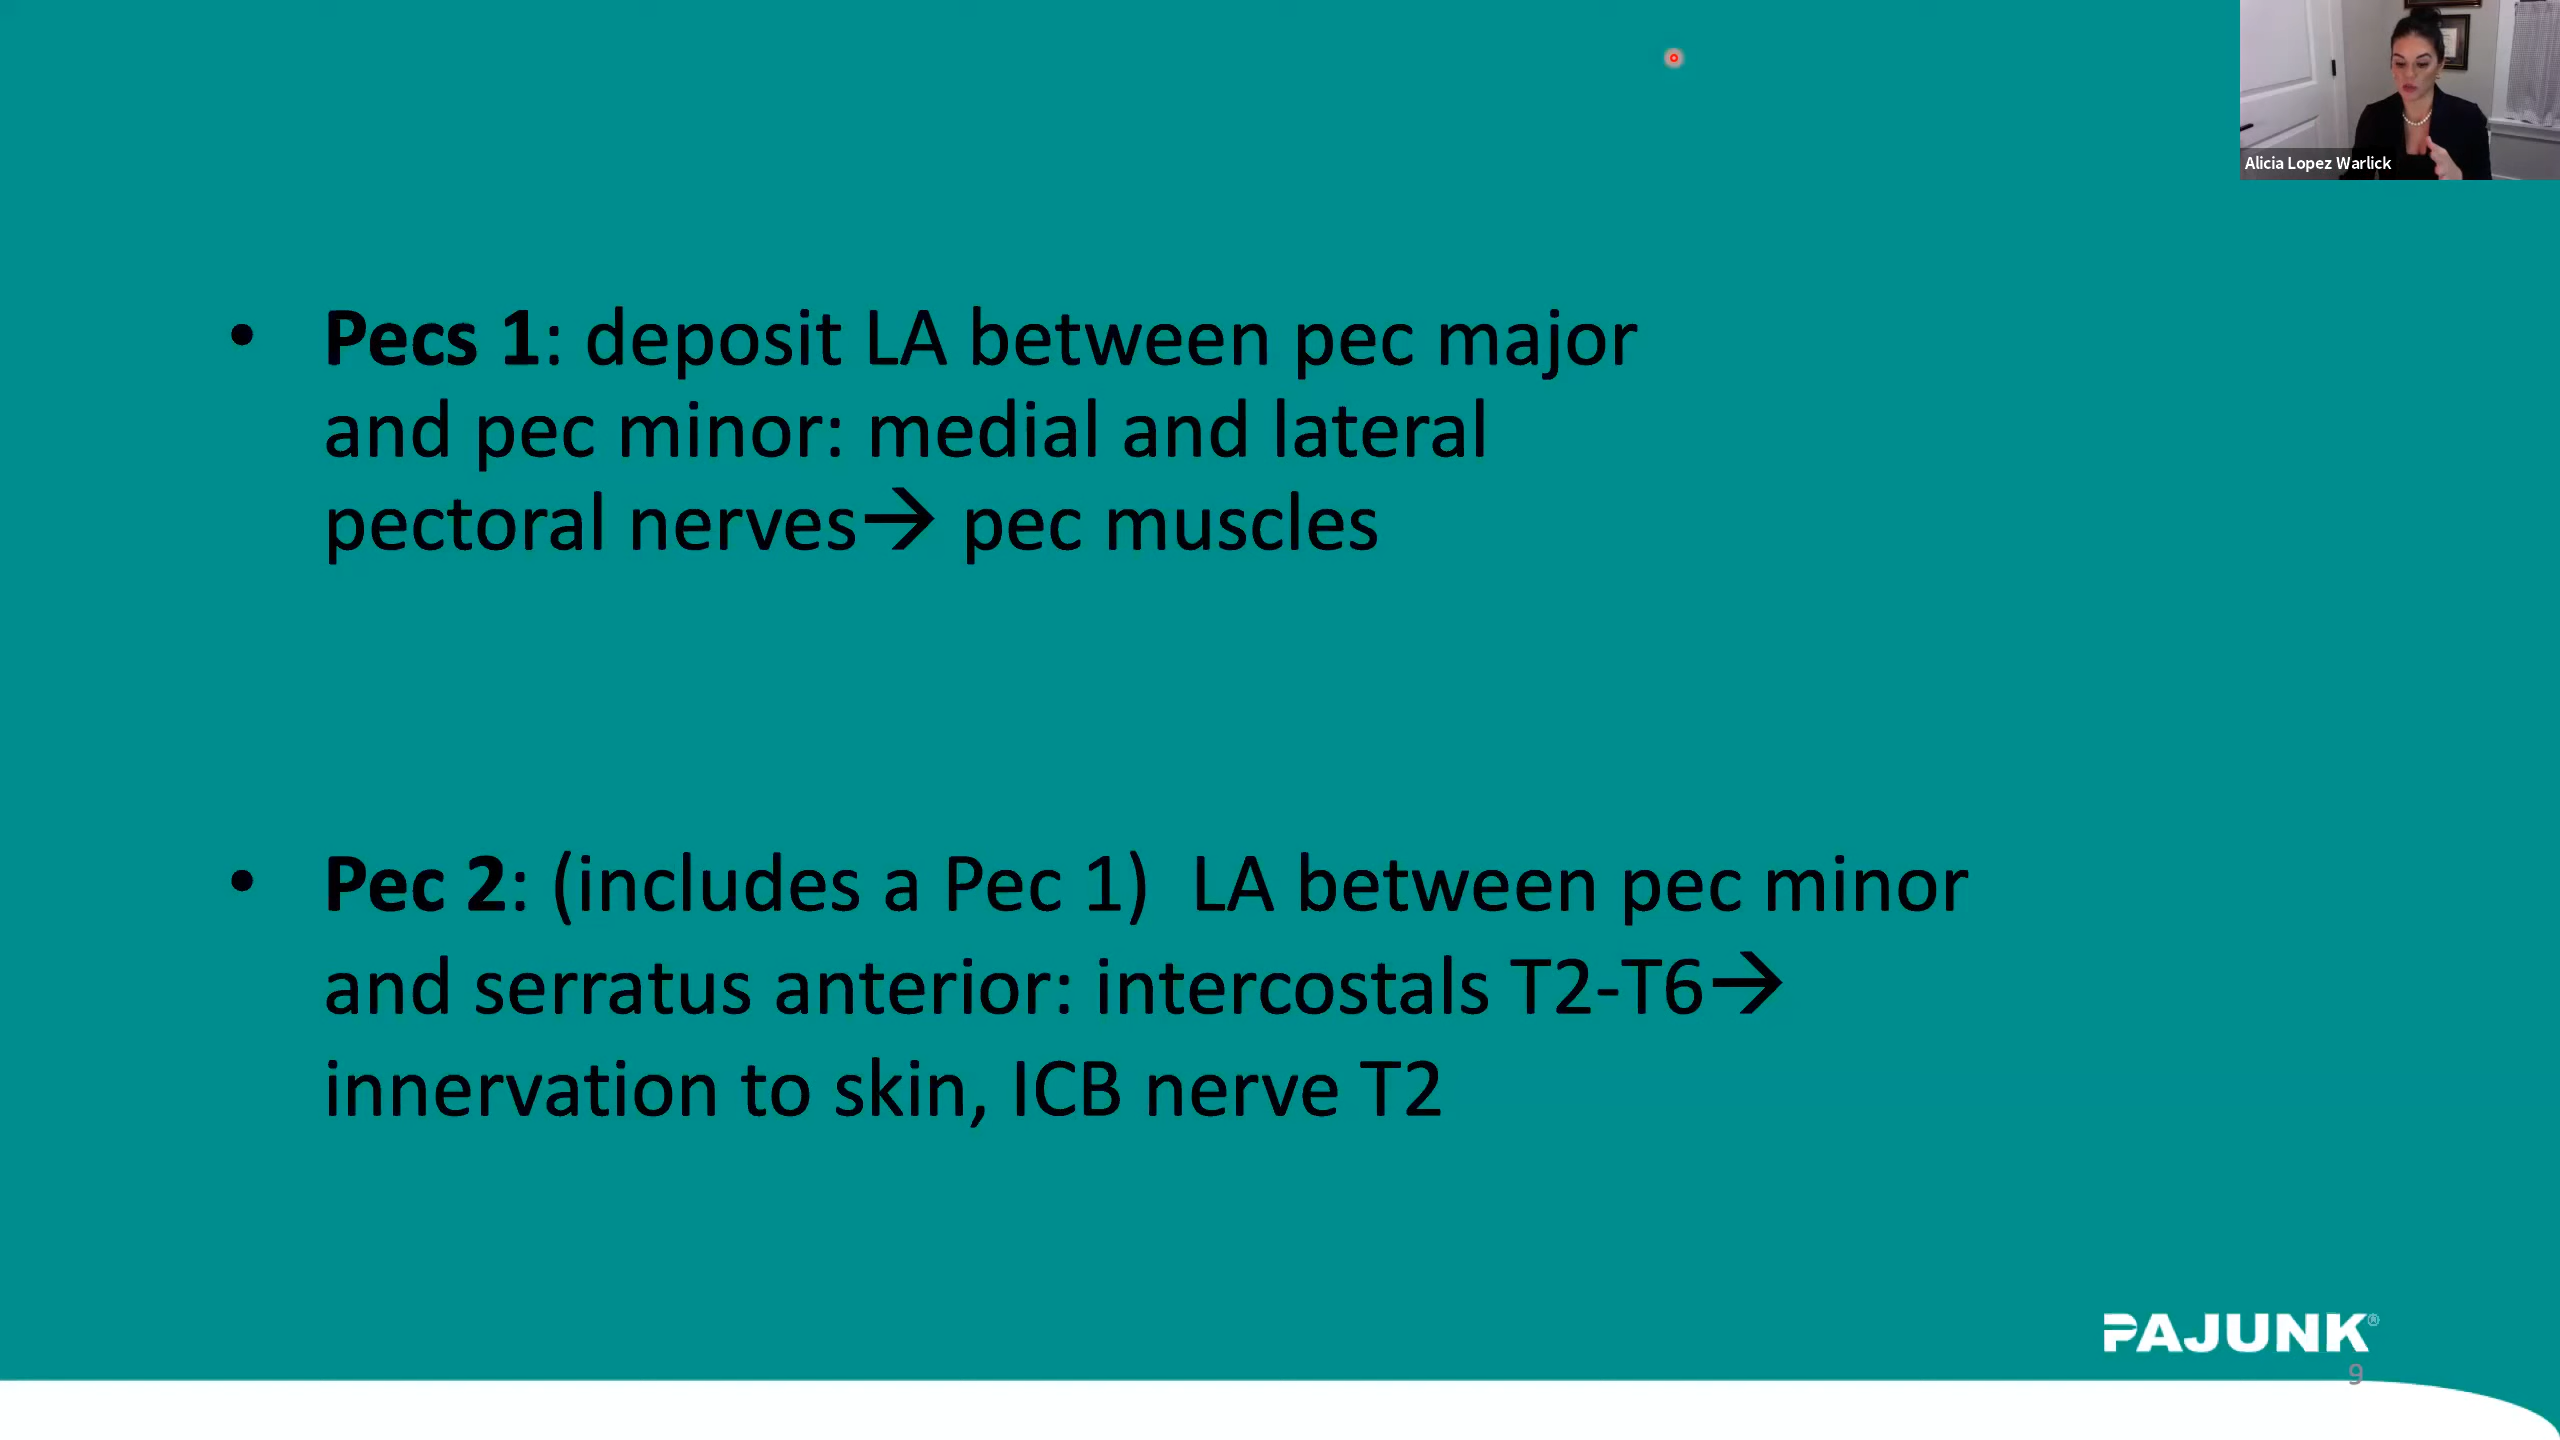 Alicia Lopez Warlick
• Pecs 1: deposit LA between pec major
and pec minor: medial and lateral
pectoral nerves→ pec muscles
• Pec 2: (includes a Pec 1)  LA between pec minor
and serratus anterior: intercostals T2-T6→
innervation to skin, ICB nerve T2
PAJUNK®
9